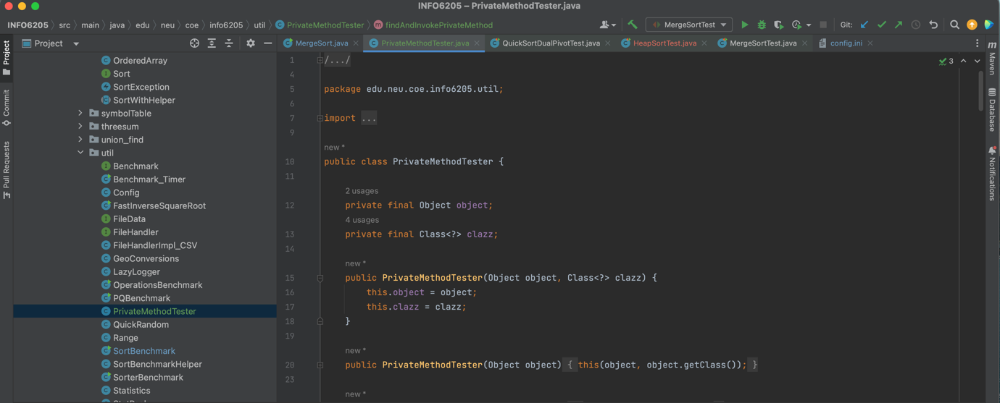 INFO6205 – PrivateMethodTester.java
INFO6205 src main java edu neu coe info6205 util PrivateMethodTester findAndInvokePrivateMethod MergeSortTest Git:
Project MergeSort.java PrivateMethodTester.java QuickSortDualPivotTest.java HeapSortTest.java MergeSortTest.java config.ini
Project
Commit
Pull Requests
OrderedArray
Sort
SortException
SortWithHelper
symbolTable
threesum
union_find
util
Benchmark
Benchmark_Timer
Config
FastInverseSquareRoot
FileData
FileHandler
FileHandlerImpl_CSV
GeoConversions
LazyLogger
OperationsBenchmark
PQBenchmark
PrivateMethodTester
QuickRandom
Range
SortBenchmark
SortBenchmarkHelper
SorterBenchmark
Statistics
1 /.../
3
4
5 package edu.neu.coe.info6205.util;
6
7 import ...
9
new *
10 public class PrivateMethodTester {
11
2 usages
12 private final Object object;
4 usages
13 private final Class<?> clazz;
14
new *
15 public PrivateMethodTester(Object object, Class<?> clazz) {
16 this.object = object;
17 this.clazz = clazz;
18 }
19
new *
20 public PrivateMethodTester(Object object) { this(object, object.getClass()); }
23
new *
Maven
Database
Notifications